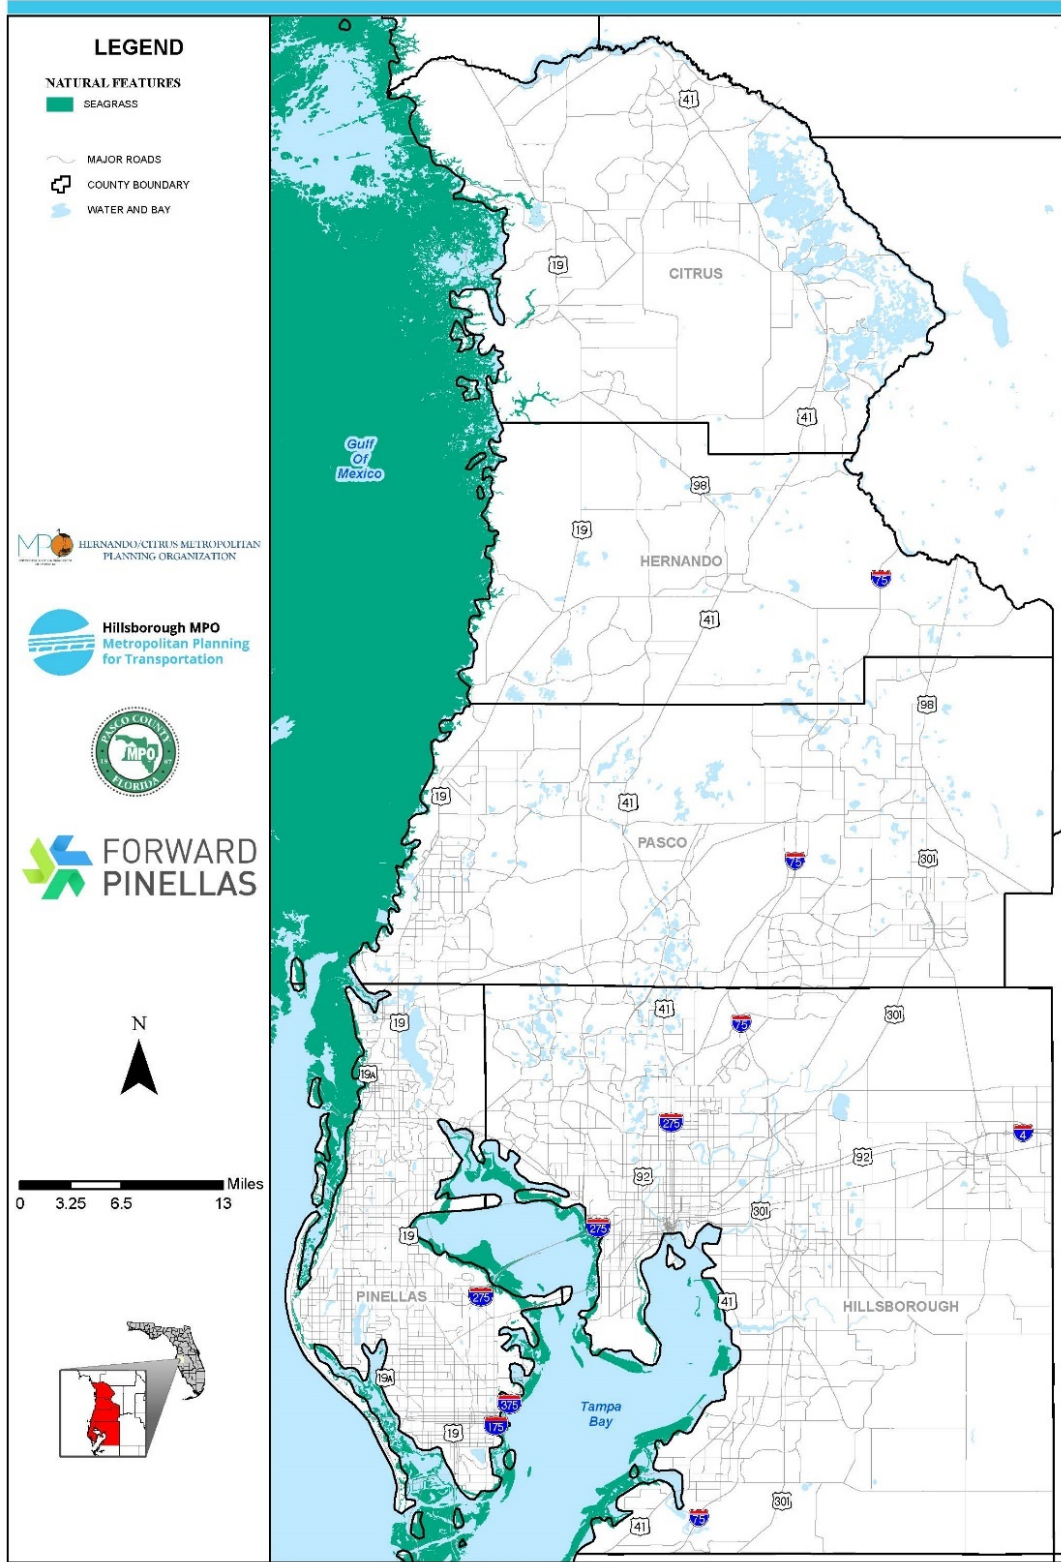 LEGEND
NATURAL FEATURES
SEAGRASS
MAJOR ROADS
COUNTY BOUNDARY
WATER AND BAY
MPO
HERNANDO/CITRUS METROPOLITAN
PLANNING ORGANIZATION
Hillsborough MPO
Metropolitan Planning
for Transportation
PASCO COUNTY
MPO
FLORIDA
FORWARD
PINELLAS
N
Miles
0 3.25 6.5 13
41
19
CITRUS
41
Gulf
Of
Mexico
98
19
HERNANDO
75
41
98
19
41
PASCO
75
301
41
75
301
19
19A
275
4
92
92
301
275
19
PINELLAS
275
41
HILLSBOROUGH
19A
375
175
19
Tampa
Bay
301
75
41